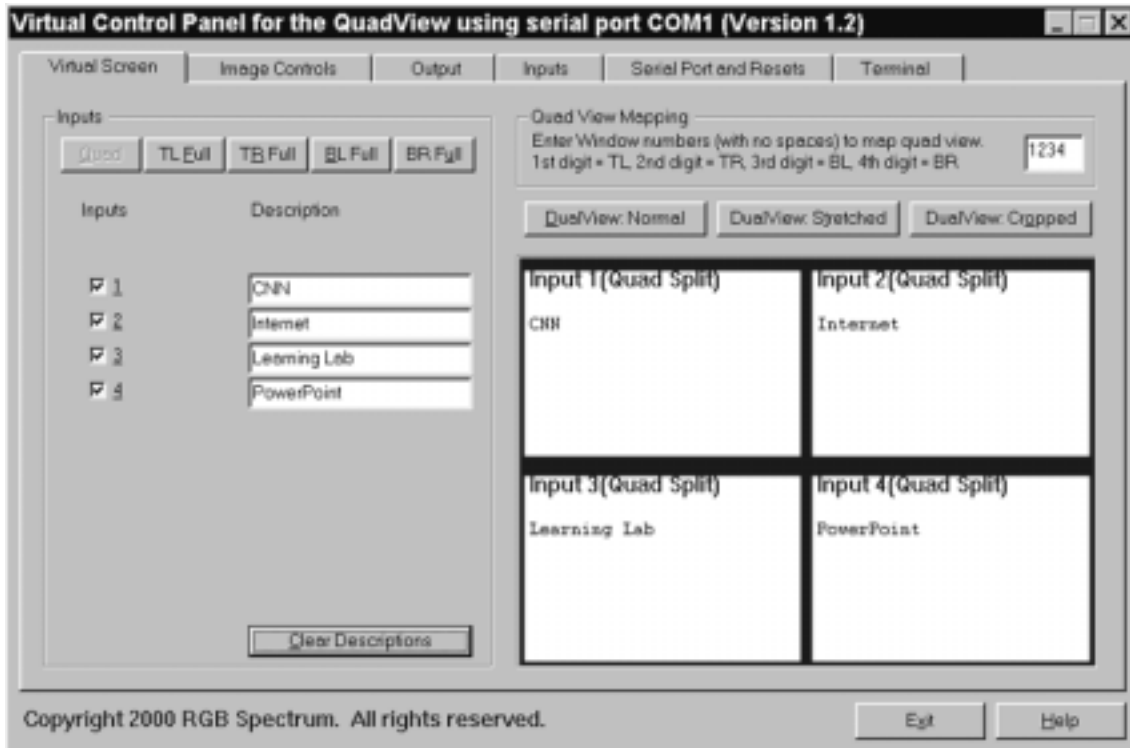 Virtual Control Panel for the QuadView using serial port COM1 (Version 1.2)
Virtual Screen Image Controls Output Inputs Serial Port and Resets Terminal
Inputs
Quad TL Full TR Full BL Full BR Full
Inputs Description
1 CNN
2 Internet
3 Learning Lab
4 PowerPoint
Clear Descriptions
Quad View Mapping
Enter Window numbers (with no spaces) to map quad view.
1st digit = TL, 2nd digit = TR, 3rd digit = BL, 4th digit = BR
1234
DualView: Normal DualView: Stretched DualView: Cropped
Input 1(Quad Split)
CNN
Input 2(Quad Split)
Internet
Input 3(Quad Split)
Learning Lab
Input 4(Quad Split)
PowerPoint
Copyright 2000 RGB Spectrum. All rights reserved.
Exit Help